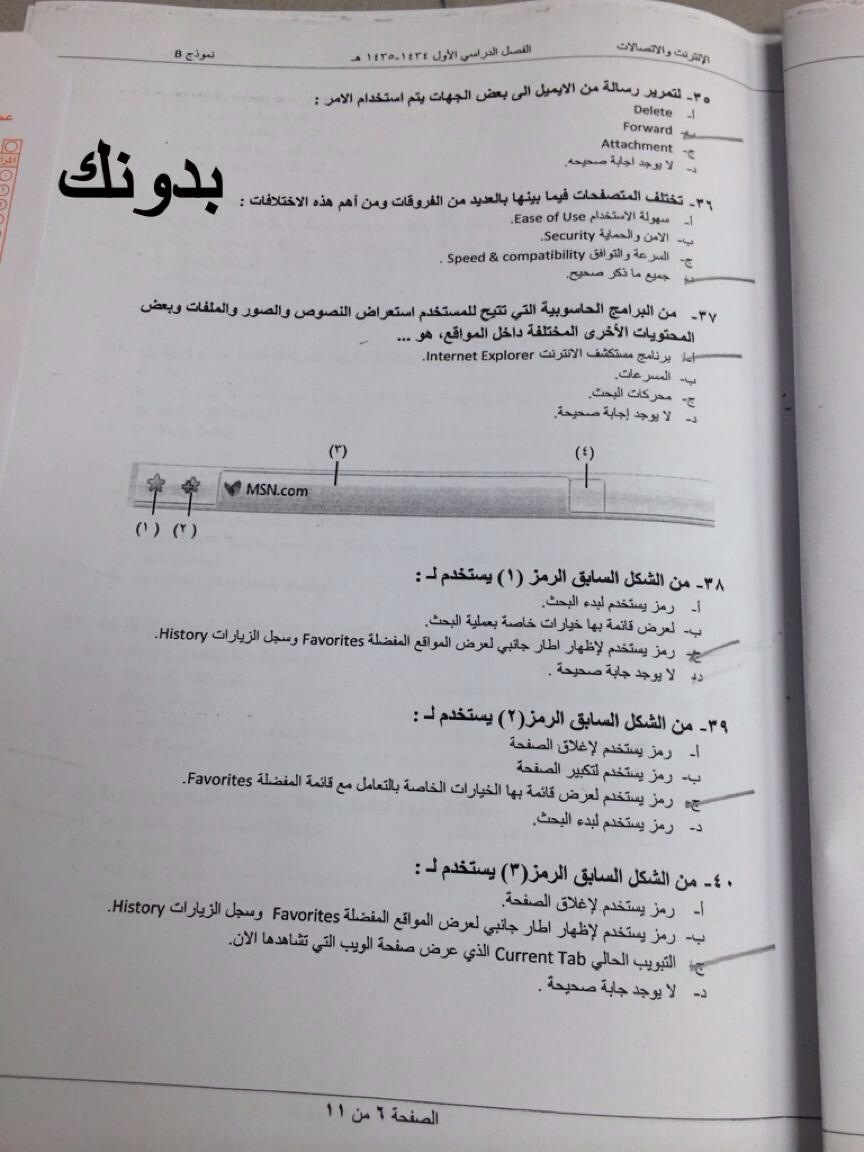 الإنترنت والاتصالات
الفصل الدراسي الأول ١٤٣٤-١٤٣٥ هـ
نموذج B
٣٥- لتمرير رسالة من الايميل الى بعض الجهات يتم استخدام الامر :
أ- Delete
ب- Forward
ج- Attachment
د- لا يوجد اجابة صحيحه.
بدونك
٣٦- تختلف المتصفحات فيما بينها بالعديد من الفروقات ومن أهم هذه الاختلافات :
أ- سهولة الاستخدام Ease of Use.
ب- الامن والحماية Security.
ج- السرعة والتوافق Speed & compatibility .
د- جميع ما ذكر صحيح.
٣٧- من البرامج الحاسوبية التي تتيح للمستخدم استعراض النصوص والصور والملفات وبعض
المحتويات الأخرى المختلفة داخل المواقع، هو ...
أ- برنامج مستكشف الانترنت Internet Explorer.
ب- المسرعات.
ج- محركات البحث.
د- لا يوجد إجابة صحيحة.
(٣)
(٤)
MSN.com
(١) (٢)
٣٨- من الشكل السابق الرمز (١) يستخدم لـ :
أ- رمز يستخدم لبدء البحث.
ب- لعرض قائمة بها خيارات خاصة بعملية البحث.
ج- رمز يستخدم لإظهار اطار جانبي لعرض المواقع المفضلة Favorites وسجل الزيارات History.
د- لا يوجد جابة صحيحة .
٣٩- من الشكل السابق الرمز(٢) يستخدم لـ :
أ- رمز يستخدم لإغلاق الصفحة
ب- رمز يستخدم لتكبير الصفحة
ج- رمز يستخدم لعرض قائمة بها الخيارات الخاصة بالتعامل مع قائمة المفضلة Favorites.
د- رمز يستخدم لبدء البحث.
٤٠- من الشكل السابق الرمز(٣) يستخدم لـ :
أ- رمز يستخدم لإغلاق الصفحة.
ب- رمز يستخدم لإظهار اطار جانبي لعرض المواقع المفضلة Favorites وسجل الزيارات History.
ج- التبويب الحالي Current Tab الذي عرض صفحة الويب التي تشاهدها الان.
د- لا يوجد جابة صحيحة .
الصفحة ٦ من ١١